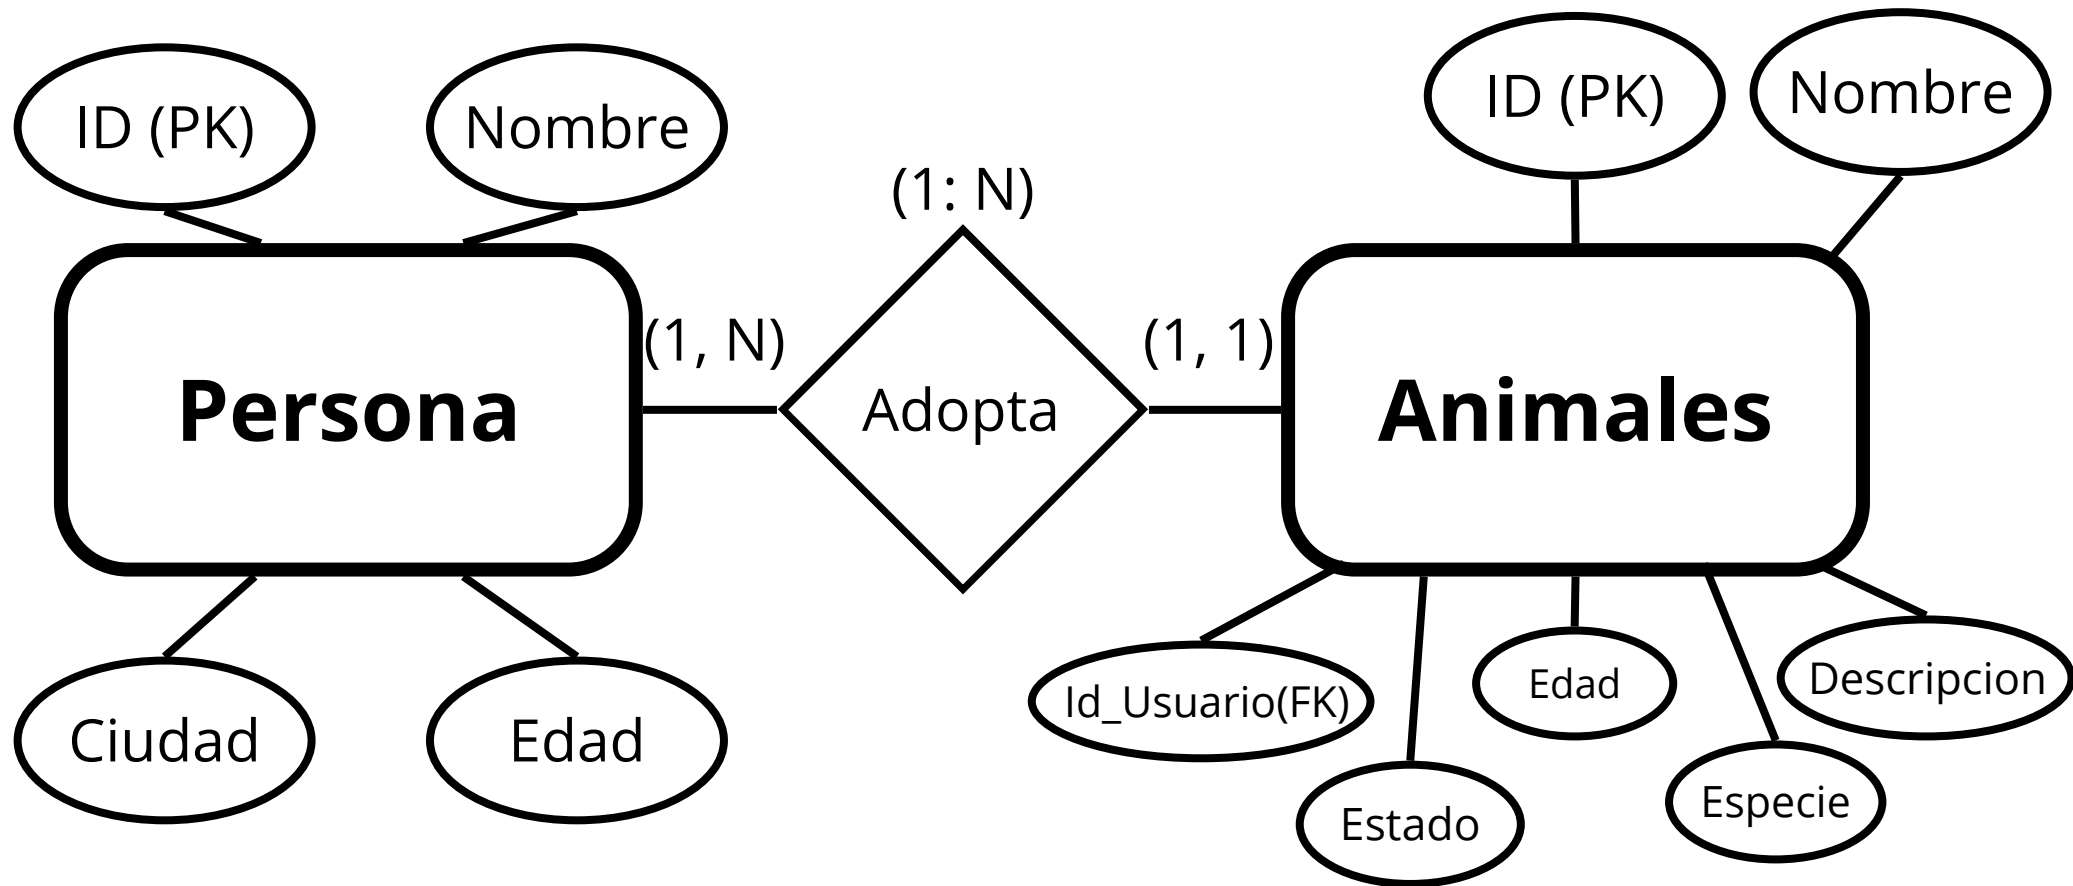 ID (PK)
Nombre
ID (PK)
Nombre
(1: N)
(1, N)
(1, 1)
Persona
Adopta
Animales
Id_Usuario(FK)
Edad
Descripcion
Ciudad
Edad
Estado
Especie